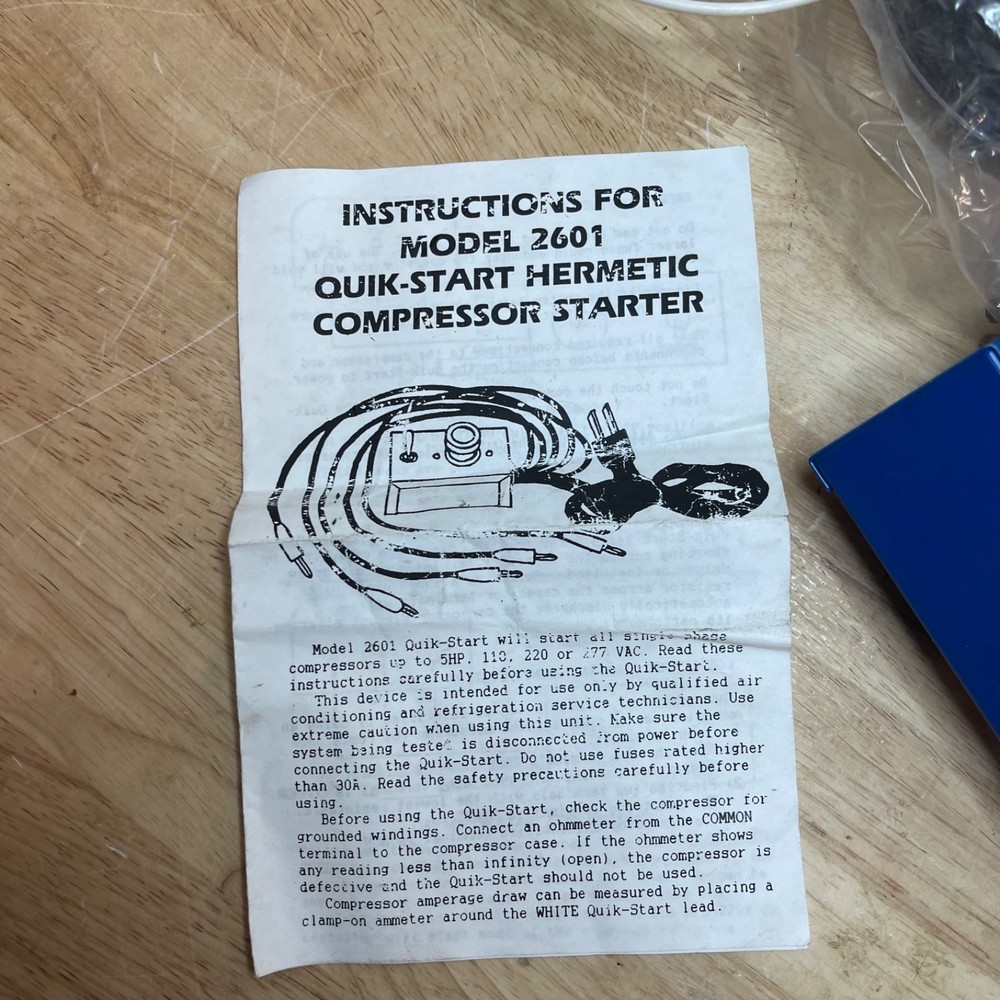 INSTRUCTIONS FOR
MODEL 2601
QUIK-START HERMETIC
COMPRESSOR STARTER
Model 2601 Quik-Start will start all single phase
compressors up to 5HP. 110, 220 or 277 VAC. Read these
instructions carefully before using the Quik-Start.
This device is intended for use only by qualified air
conditioning and refrigeration service technicians. Use
extreme caution when using this unit. Make sure the
system being tested is disconnected from power before
connecting the Quik-Start. Do not use fuses rated higher
than 30A. Read the safety precautions carefully before
using.
Before using the Quik-Start, check the compressor for
grounded windings. Connect an ohmmeter from the COMMON
terminal to the compressor case. If the ohmmeter shows
any reading less than infinity (open), the compressor is
defective and the Quik-Start should not be used.
Compressor amperage draw can be measured by placing a
clamp-on ammeter around the WHITE Quik-Start lead.